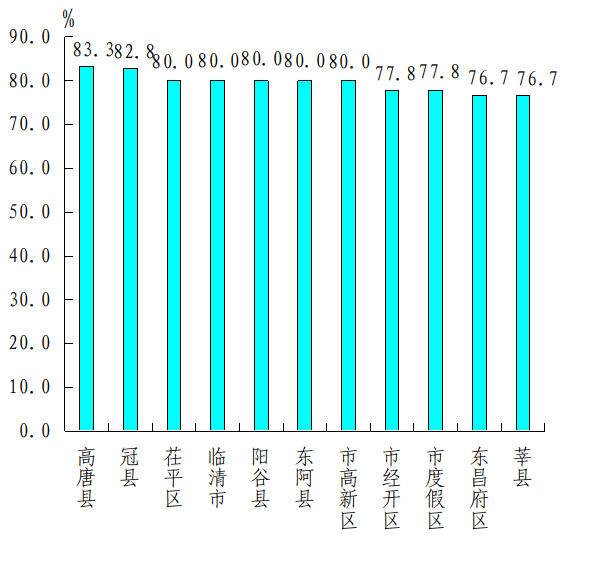 %
90.0
80.0
70.0
60.0
50.0
40.0
30.0
20.0
10.0
0.0
83.3
82.8
80.0
80.0
80.0
80.0
80.0
77.8
77.8
76.7
76.7
高唐县
冠县
茌平区
临清市
阳谷县
东阿县
市高新区
市经开区
市度假区
东昌府区
莘县